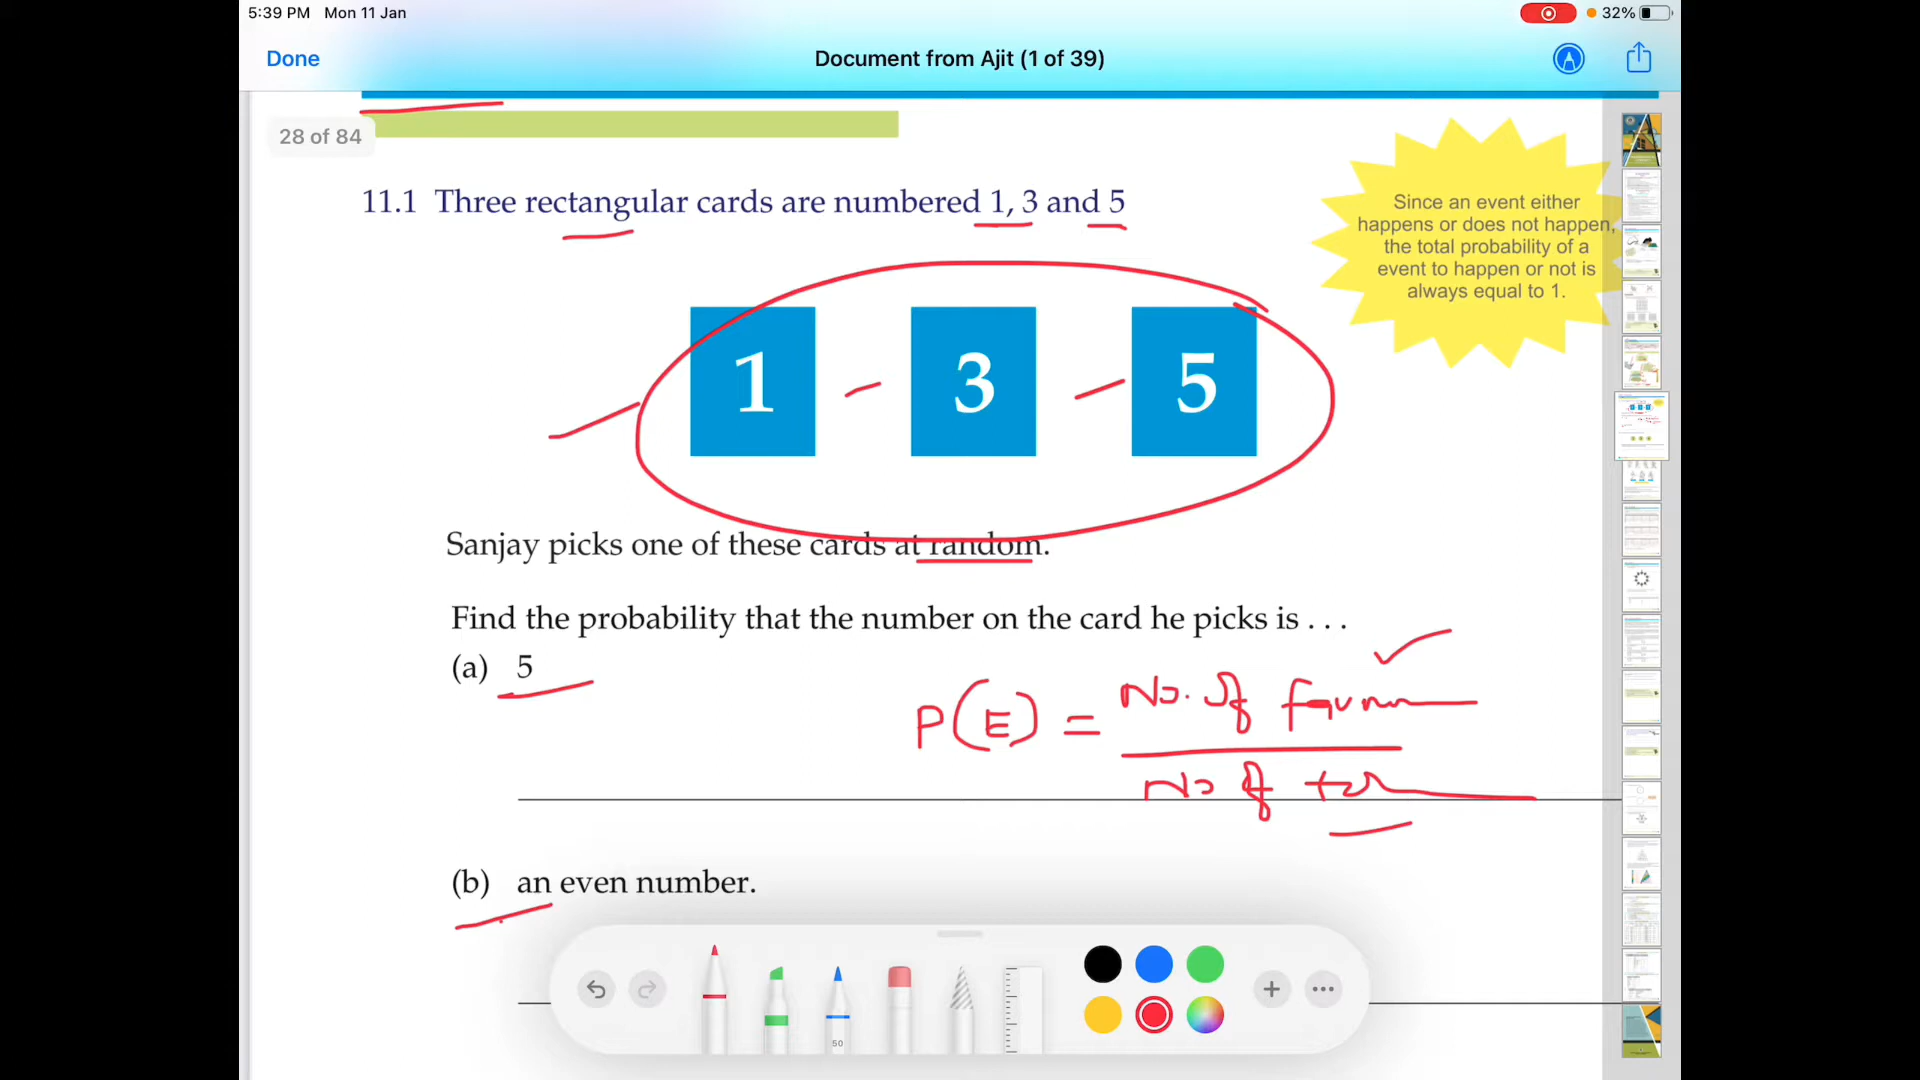 5:39 PM Mon 11 Jan
32%
Done
Document from Ajit (1 of 39)
28 of 84
11.1 Three rectangular cards are numbered 1, 3 and 5
Since an event either
happens or does not happen,
the total probability of a
event to happen or not is
always equal to 1.
1 - 3 - 5
Sanjay picks one of these cards at random.
Find the probability that the number on the card he picks is . . .
(a) 5
P(E) = No. of
No of
(b) an even number.
50